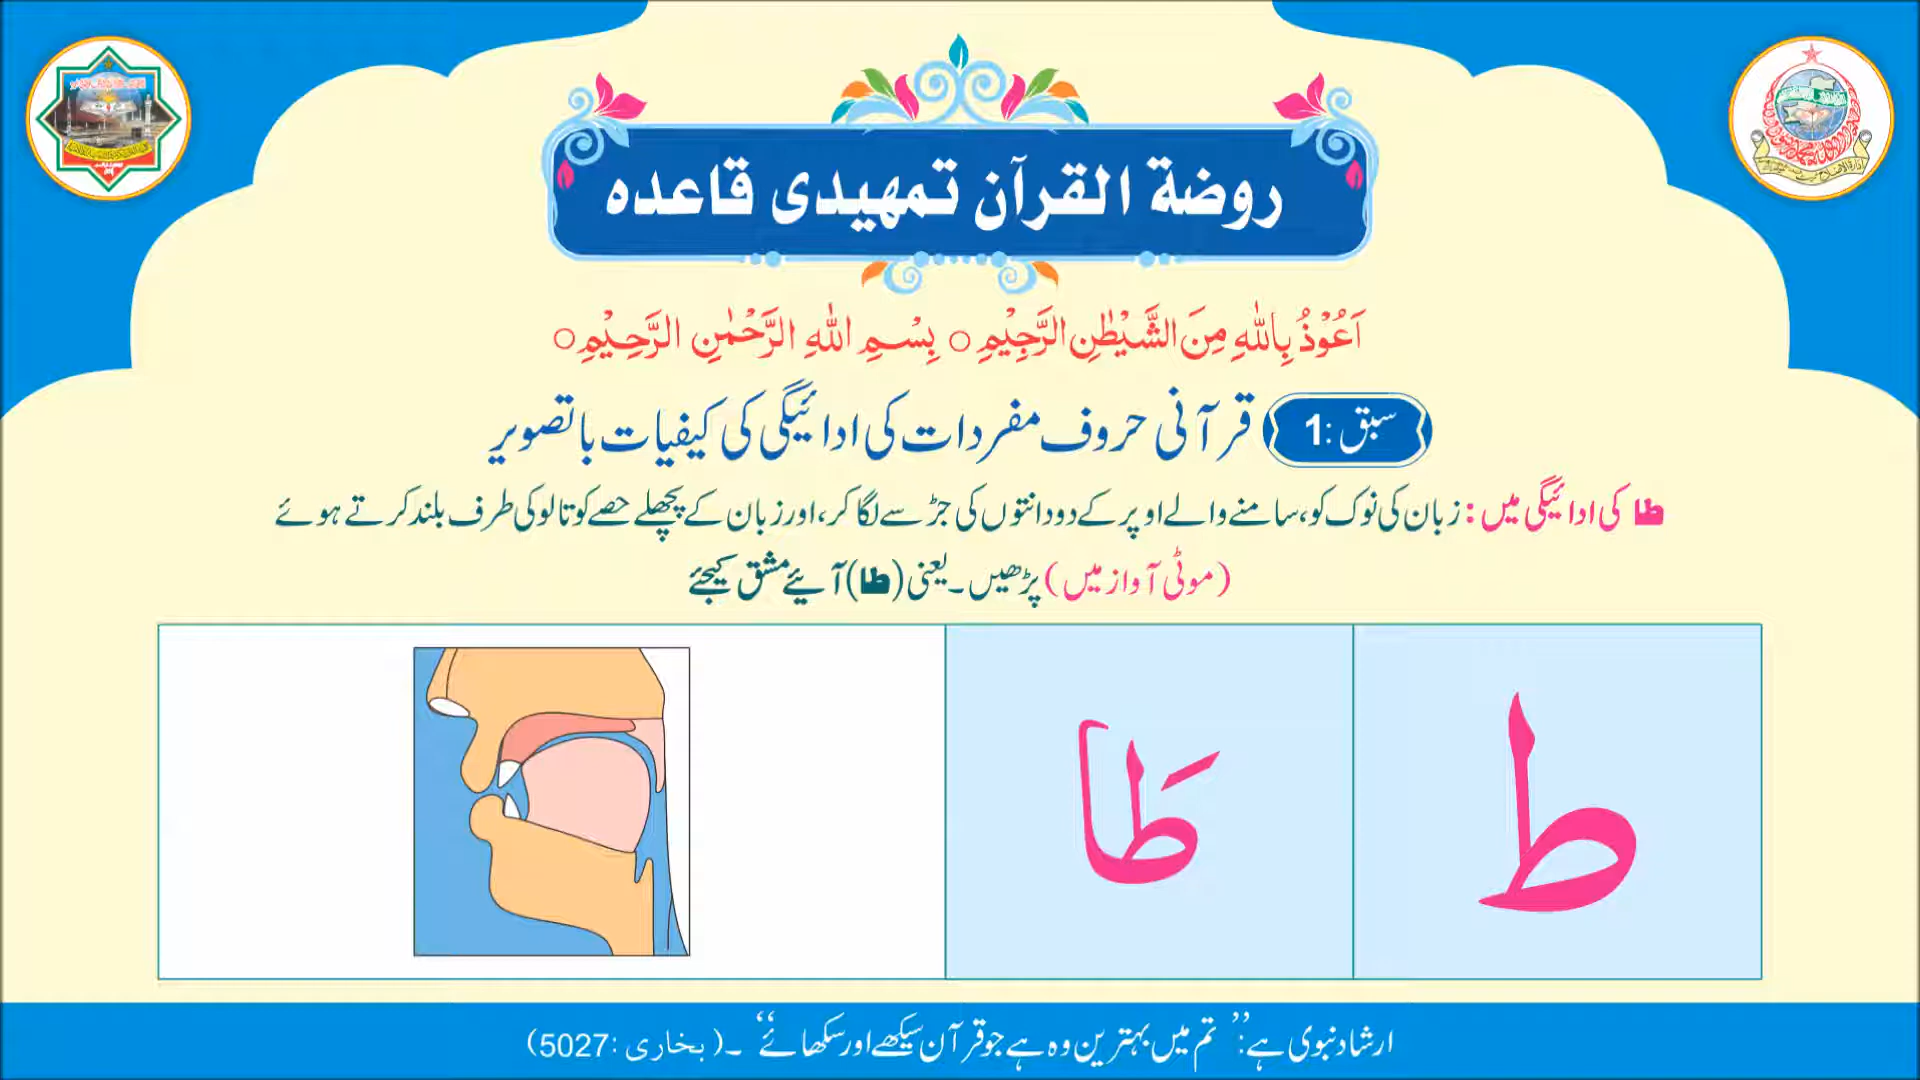 روضة القرآن تمهیدی قاعده
اَعُوْذُ بِاللّٰهِ مِنَ الشَّیْطٰنِ الرَّجِیْمِ ○ بِسْمِ اللّٰهِ الرَّحْمٰنِ الرَّحِیْمِ ○
سبق :1 قرآنی حروف مفردات کی ادائیگی کی کیفیات باتصویر
طا کی ادائیگی میں : زبان کی نوک کو، سامنے والے اوپر کے دو دانتوں کی جڑ سے لگا کر، اور زبان کے پچھلے حصے کو تالو کی طرف بلند کرتے ہوئے
(موٹی آواز میں) پڑھیں۔ یعنی (طا) آئیے مشق کیجئے
ط طَا
ارشاد نبوی ہے: ”تم میں بہترین وہ ہے جو قرآن سیکھے اور سکھائے“ ۔ (بخاری :5027)